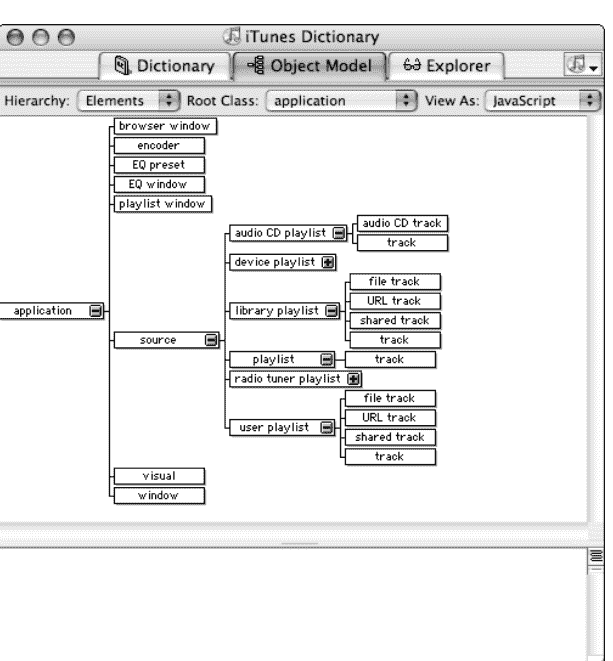 iTunes Dictionary
Dictionary Object Model Explorer
Hierarchy: Elements Root Class: application View As: JavaScript
browser window
encoder
EQ preset
EQ window
playlist window
audio CD playlist audio CD track
track
device playlist
file track
URL track
application library playlist
shared track
source track
playlist track
radio tuner playlist
file track
URL track
user playlist
shared track
track
visual
window